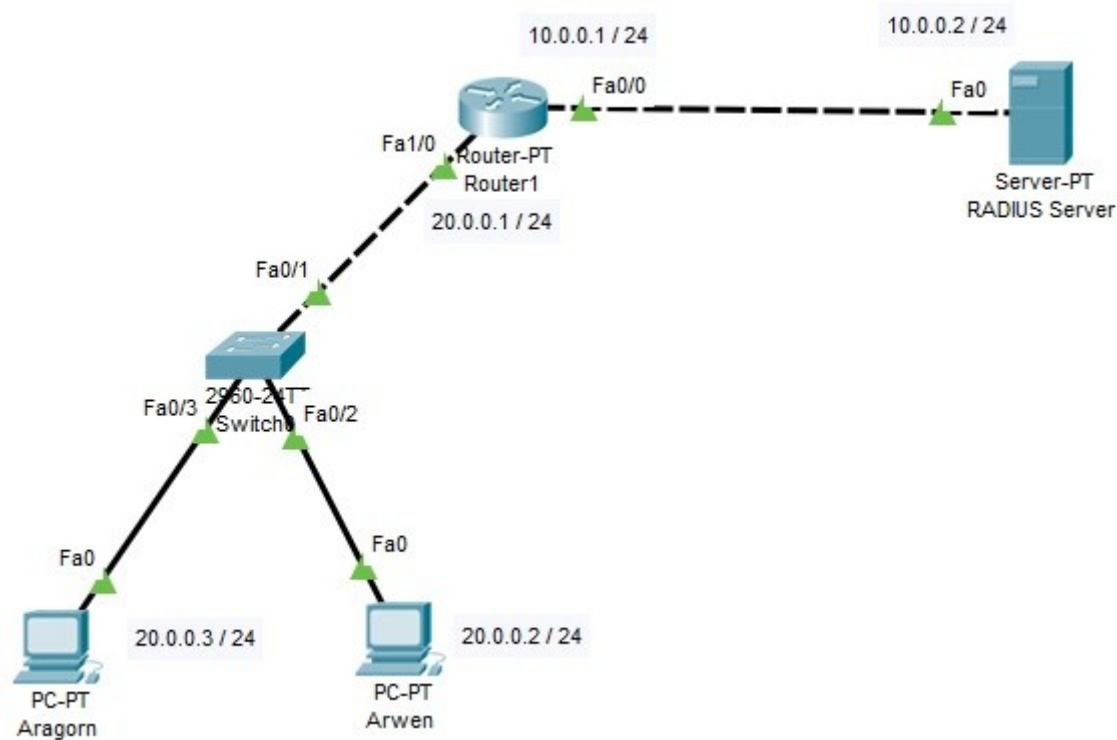 10.0.0.1 / 24
10.0.0.2 / 24
Fa0/0
Fa0
Fa1/0
Router-PT
Router1
Server-PT
RADIUS Server
20.0.0.1 / 24
Fa0/1
2960-24TT
Switch0
Fa0/3
Fa0/2
Fa0
Fa0
20.0.0.3 / 24
20.0.0.2 / 24
PC-PT
Aragorn
PC-PT
Arwen